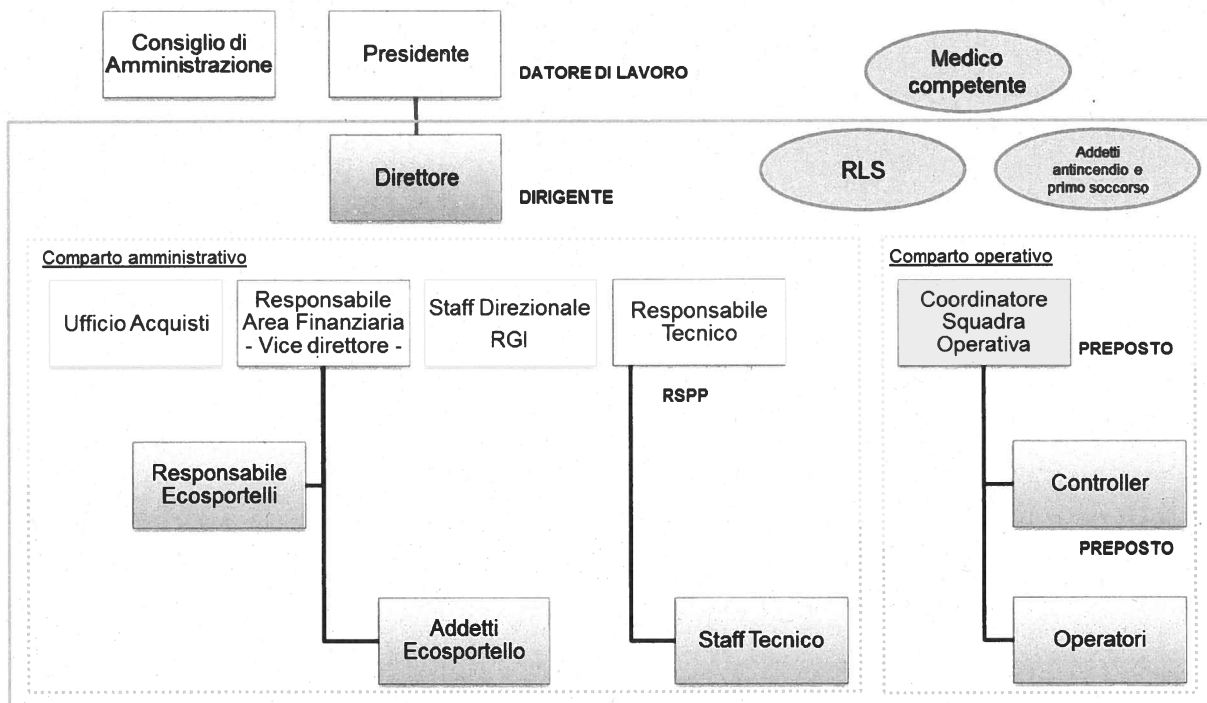 Consiglio di
Amministrazione
Presidente
DATORE DI LAVORO
Medico
competente
Direttore
DIRIGENTE
RLS
Addetti
antincendio e
primo soccorso
Comparto amministrativo
Ufficio Acquisti
Responsabile
Area Finanziaria
- Vice direttore -
Staff Direzionale
RGI
Responsabile
Tecnico
RSPP
Responsabile
Ecosportelli
Addetti
Ecosportello
Staff Tecnico
Comparto operativo
Coordinatore
Squadra
Operativa
PREPOSTO
Controller
PREPOSTO
Operatori